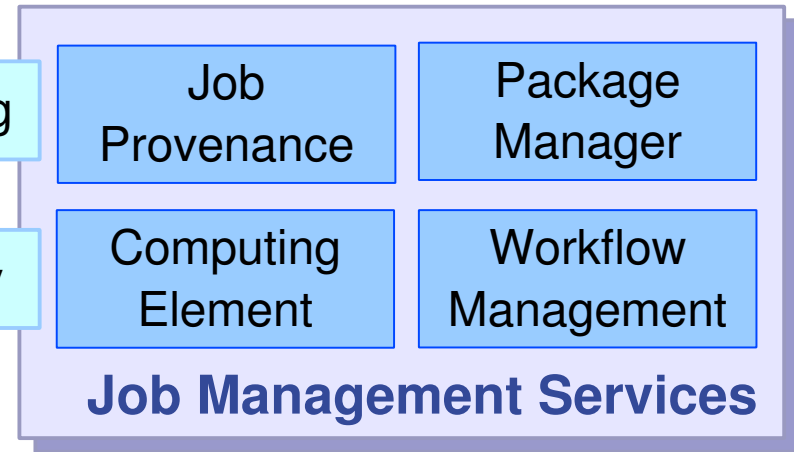 Job
Provenance
Package
Manager
Computing
Element
Workflow
Management
Job Management Services